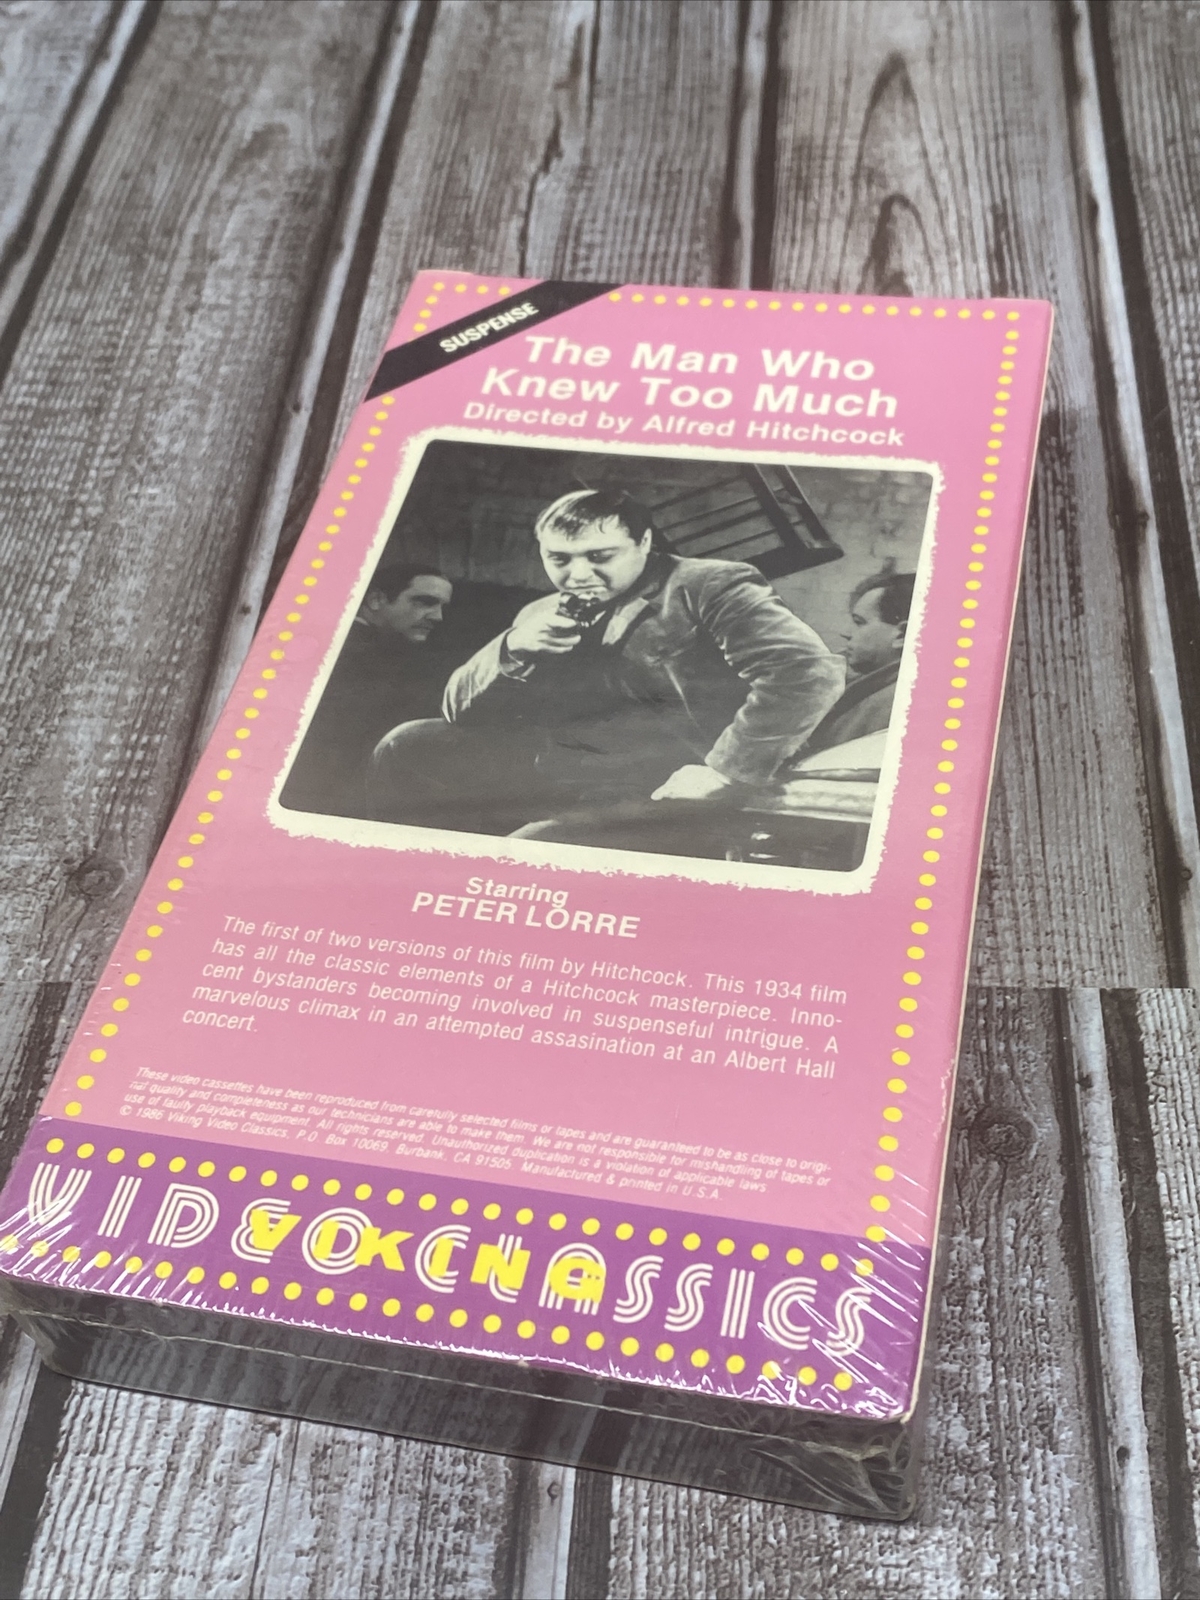 SUSPENSE
The Man Who
Knew Too Much
Directed by Alfred Hitchcock
Starring
PETER LORRE
The first of two versions of this film by Hitchcock. This 1934 film
has all the classic elements of a Hitchcock masterpiece. Inno-
cent bystanders becoming involved in suspenseful intrigue. A
marvelous climax in an attempted assasination at an Albert Hall
concert.
These video cassettes have been reproduced from carefully selected films or tapes and are guaranteed to be as close to origi-
nal quality and completeness as our technicians are able to make them. We are not responsible for mishandling of tapes or
use of faulty playback equipment. All rights reserved. Unauthorized duplication is a violation of applicable laws
© 1986 Viking Video Classics, P.O. Box 10069, Burbank, CA 91505 Manufactured & printed in U.S.A.
VIDEO CLASSICS
VIKING